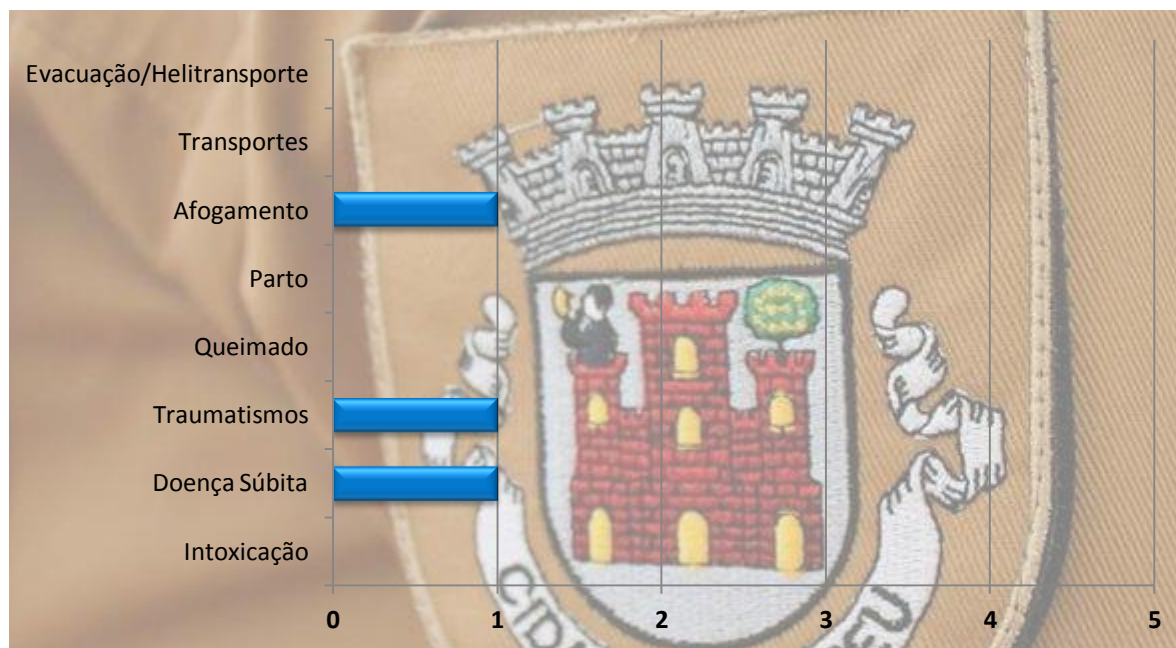 Evacuação/Helitransporte
Transportes
Afogamento
Parto
Queimado
Traumatismos
Doença Súbita
Intoxicação
0 1 2 3 4 5